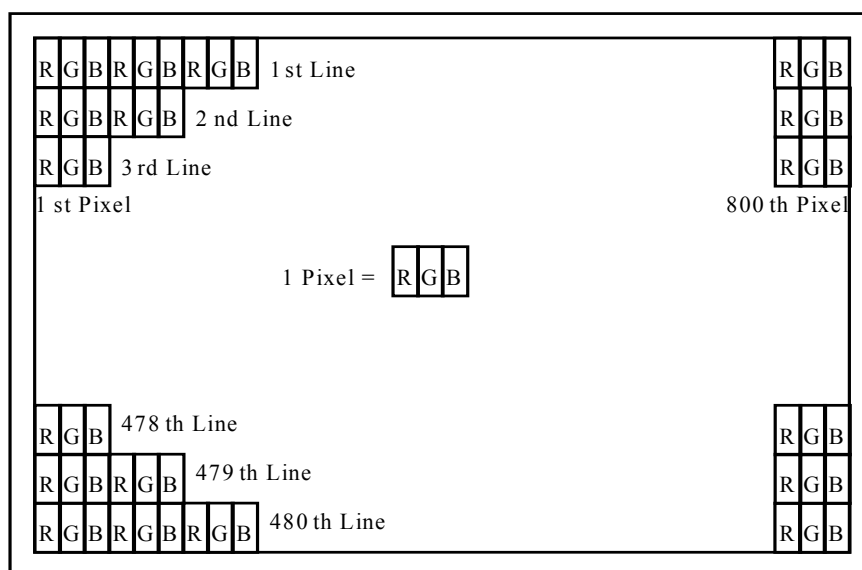 R G B R G B R G B 1 st Line R G B
R G B R G B 2 nd Line R G B
R G B 3 rd Line R G B
1 st Pixel 800 th Pixel
1 Pixel = R G B
R G B 478 th Line R G B
R G B R G B 479 th Line R G B
R G B R G B R G B 480 th Line R G B